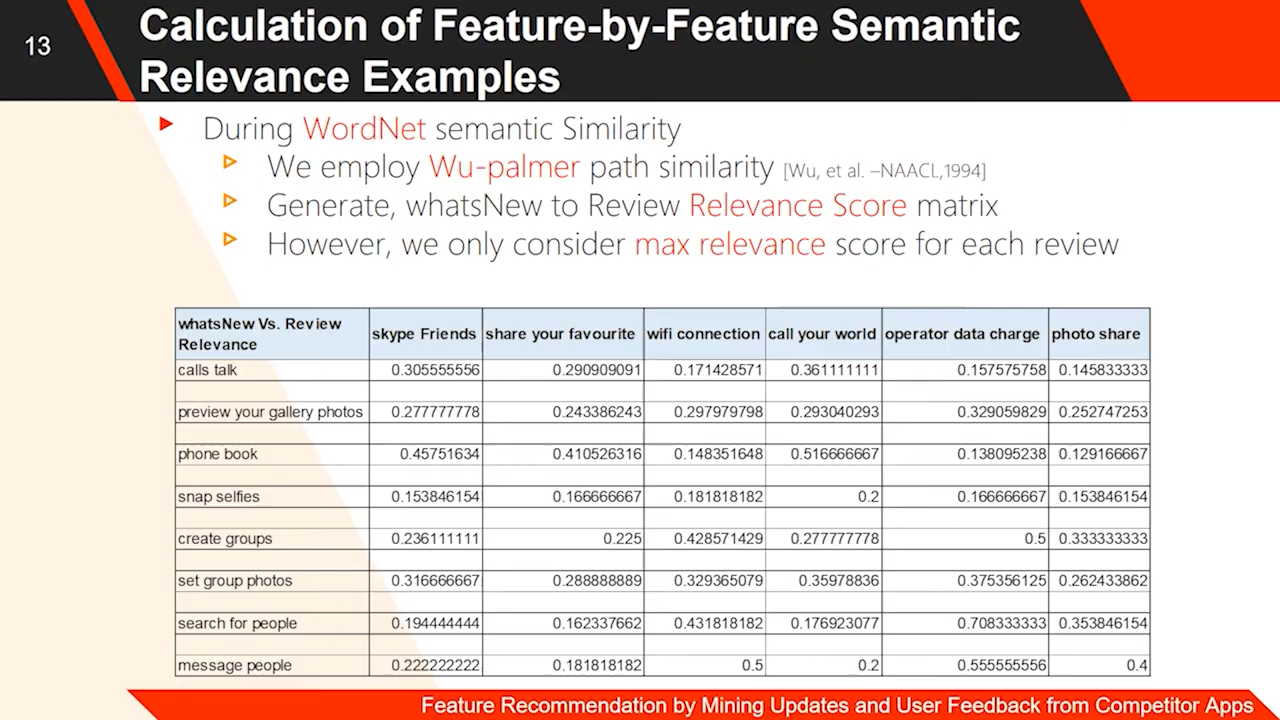 13
Calculation of Feature-by-Feature Semantic
Relevance Examples
During WordNet semantic Similarity
We employ Wu-palmer path similarity [Wu, et al. –NAACL,1994]
Generate, whatsNew to Review Relevance Score matrix
However, we only consider max relevance score for each review
whatsNew Vs. Review Relevance skype Friends share your favourite wifi connection call your world operator data charge photo share
calls talk 0.305555556 0.290909091 0.171428571 0.361111111 0.157575758 0.145833333
preview your gallery photos 0.277777778 0.243386243 0.297979798 0.293040293 0.329059829 0.252747253
phone book 0.45751634 0.410526316 0.148351648 0.516666667 0.138095238 0.129166667
snap selfies 0.153846154 0.166666667 0.181818182 0.2 0.166666667 0.153846154
create groups 0.236111111 0.225 0.428571429 0.277777778 0.5 0.333333333
set group photos 0.316666667 0.288888889 0.329365079 0.35978836 0.375356125 0.262433862
search for people 0.194444444 0.162337662 0.431818182 0.176923077 0.708333333 0.353846154
message people 0.222222222 0.181818182 0.5 0.2 0.555555556 0.4
Feature Recommendation by Mining Updates and User Feedback from Competitor Apps